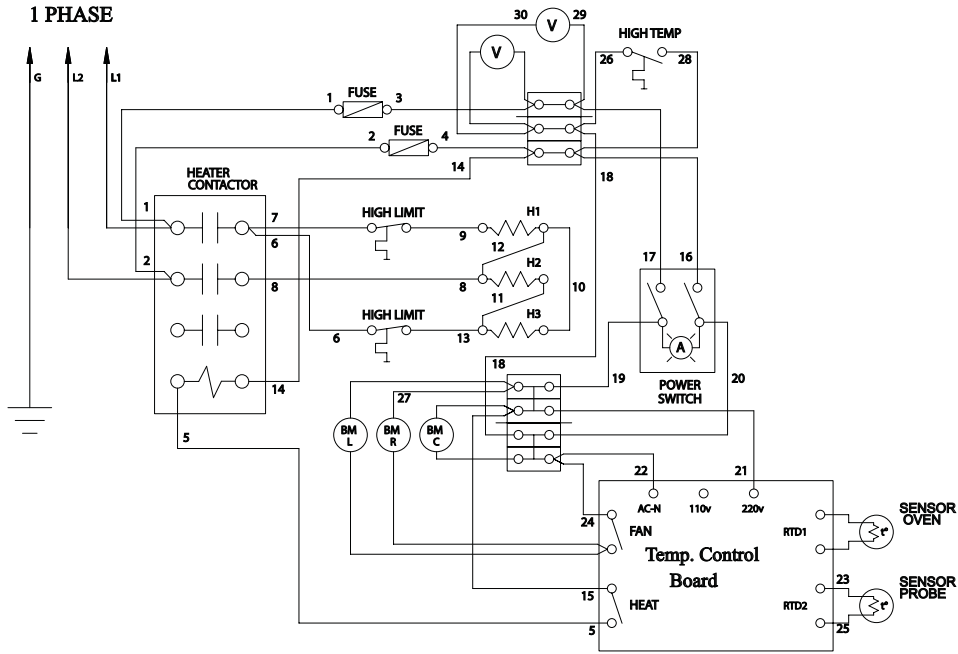 1 PHASE
30
29
V
HIGH TEMP
V
26
28
G
L2
L1
FUSE
1
3
FUSE
2
4
14
18
HEATER
CONTACTOR
1
7
HIGH LIMIT
H1
6
9
12
17
16
2
H2
8
8
10
11
HIGH LIMIT
H3
6
13
A
18
19
20
14
POWER
SWITCH
27
BM
L
BM
R
BM
C
5
22
21
AC-N
110v
220v
SENSOR
OVEN
24
FAN
RTD1
t°
Temp. Control
Board
23
SENSOR
PROBE
15
HEAT
RTD2
t°
5
25